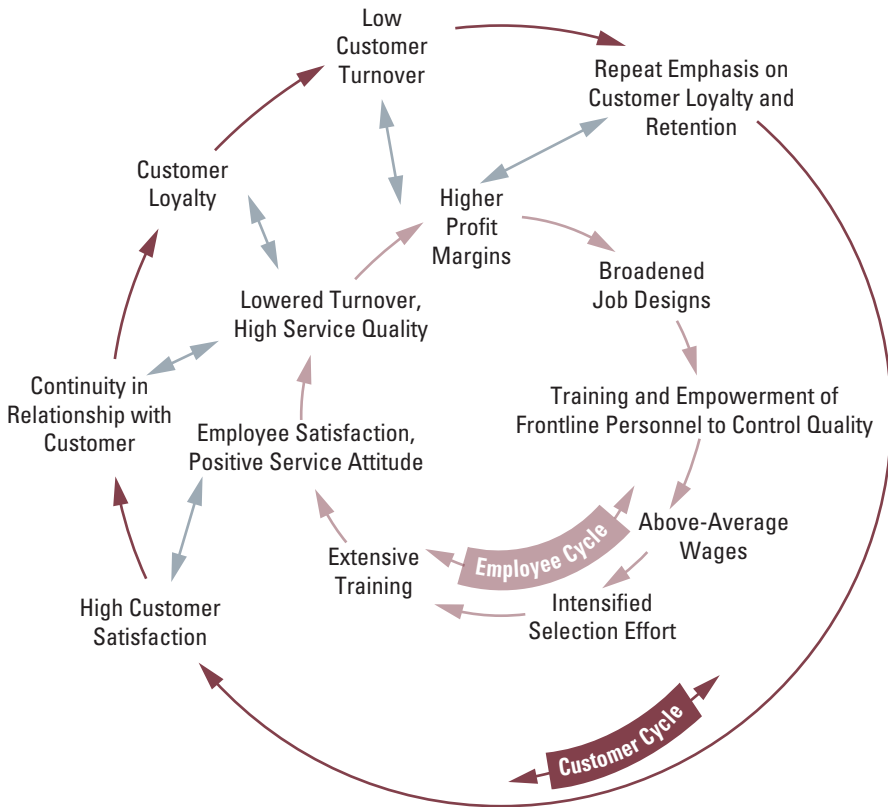 Low
Customer
Turnover
Repeat Emphasis on
Customer Loyalty and
Retention
Customer
Loyalty
Higher
Profit
Margins
Broadened
Job Designs
Lowered Turnover,
High Service Quality
Continuity in
Relationship with
Customer
Training and Empowerment of
Frontline Personnel to Control Quality
Employee Satisfaction,
Positive Service Attitude
Above-Average
Wages
Employee Cycle
Extensive
Training
Intensified
Selection Effort
High Customer
Satisfaction
Customer Cycle